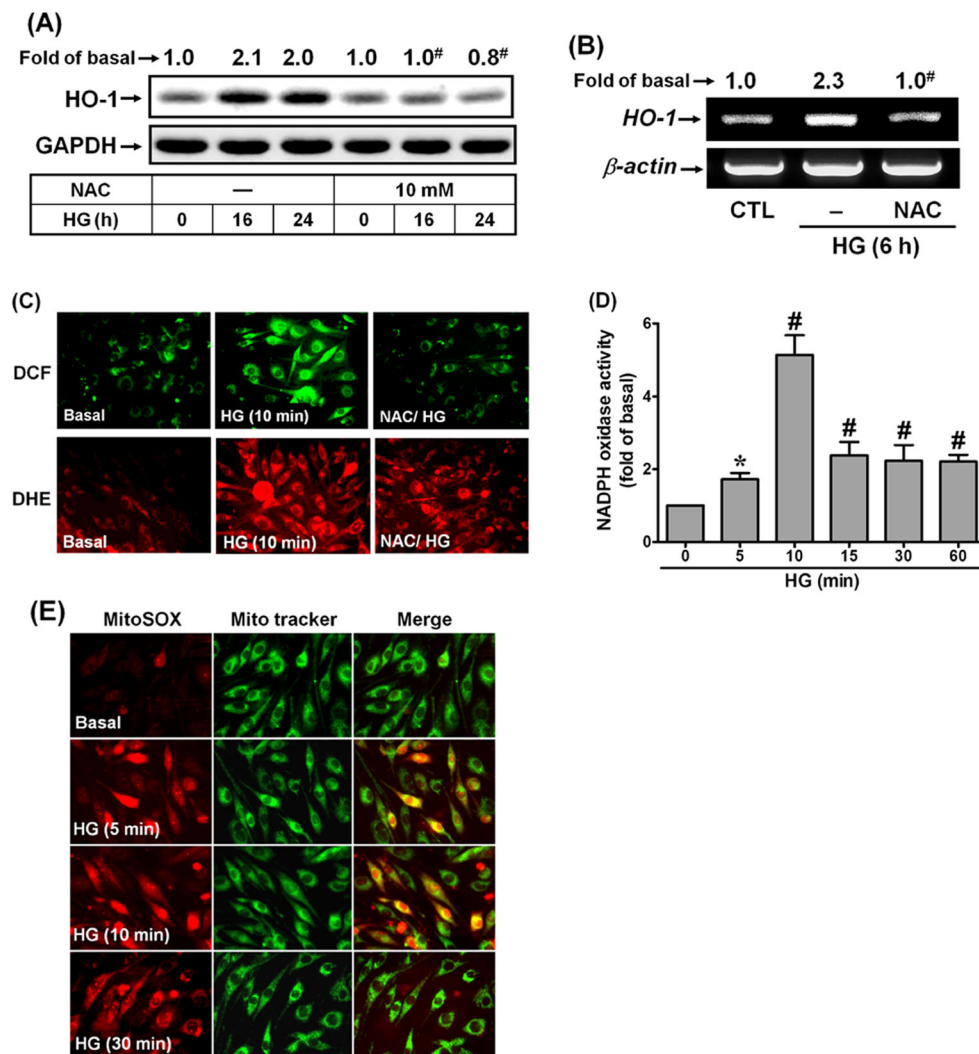 (A)
Fold of basal→ 1.0 2.1 2.0 1.0 1.0# 0.8#
HO-1→
GAPDH→
NAC — 10 mM
HG (h) 0 16 24 0 16 24
(B)
Fold of basal→ 1.0 2.3 1.0#
HO-1→
β-actin→
CTL – NAC
HG (6 h)
(C)
DCF
Basal HG (10 min) NAC/ HG
DHE
Basal HG (10 min) NAC/ HG
(D)
NADPH oxidase activity
(fold of basal)
6
4
2
0
* # # # #
0 5 10 15 30 60
HG (min)
(E)
MitoSOX Mito tracker Merge
Basal
HG (5 min)
HG (10 min)
HG (30 min)